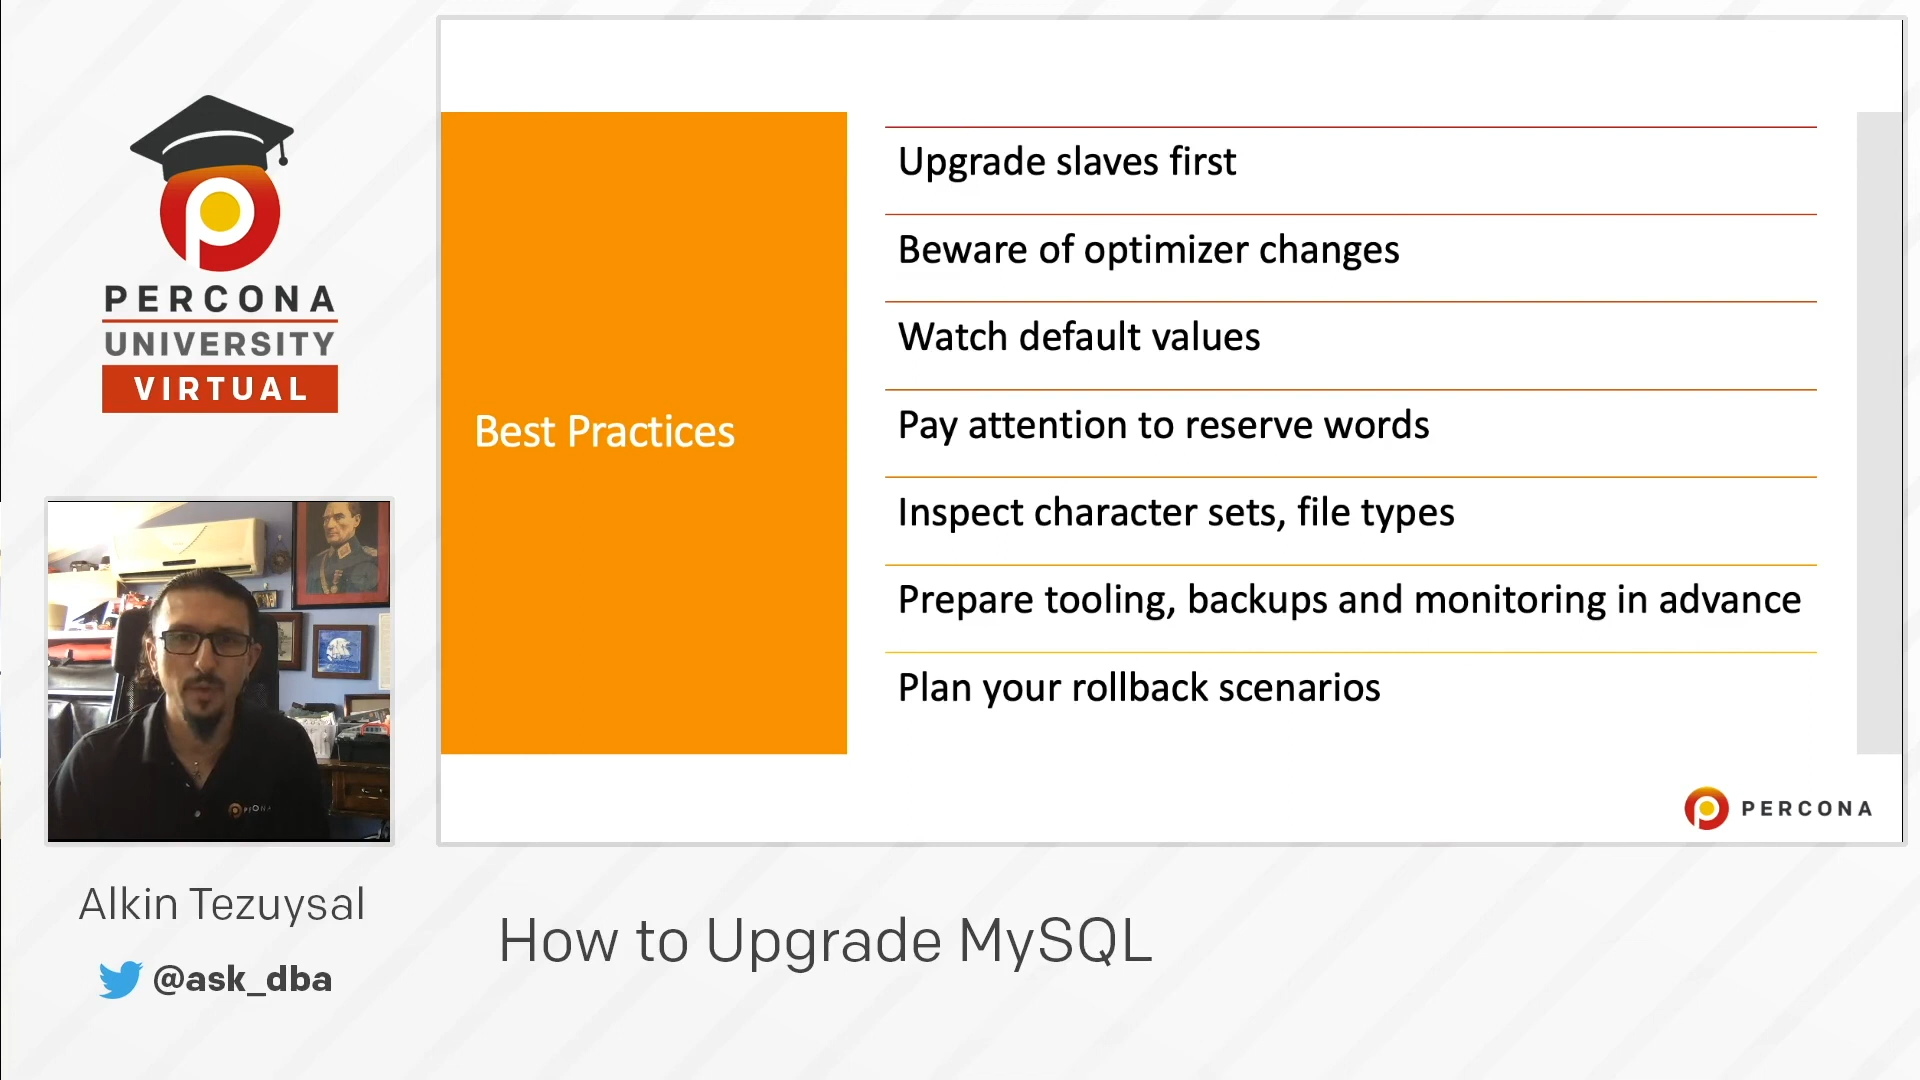 PERCONA
UNIVERSITY
VIRTUAL
Best Practices
Upgrade slaves first
Beware of optimizer changes
Watch default values
Pay attention to reserve words
Inspect character sets, file types
Prepare tooling, backups and monitoring in advance
Plan your rollback scenarios
PERCONA
PERCONA
Alkin Tezuysal
@ask_dba
How to Upgrade MySQL